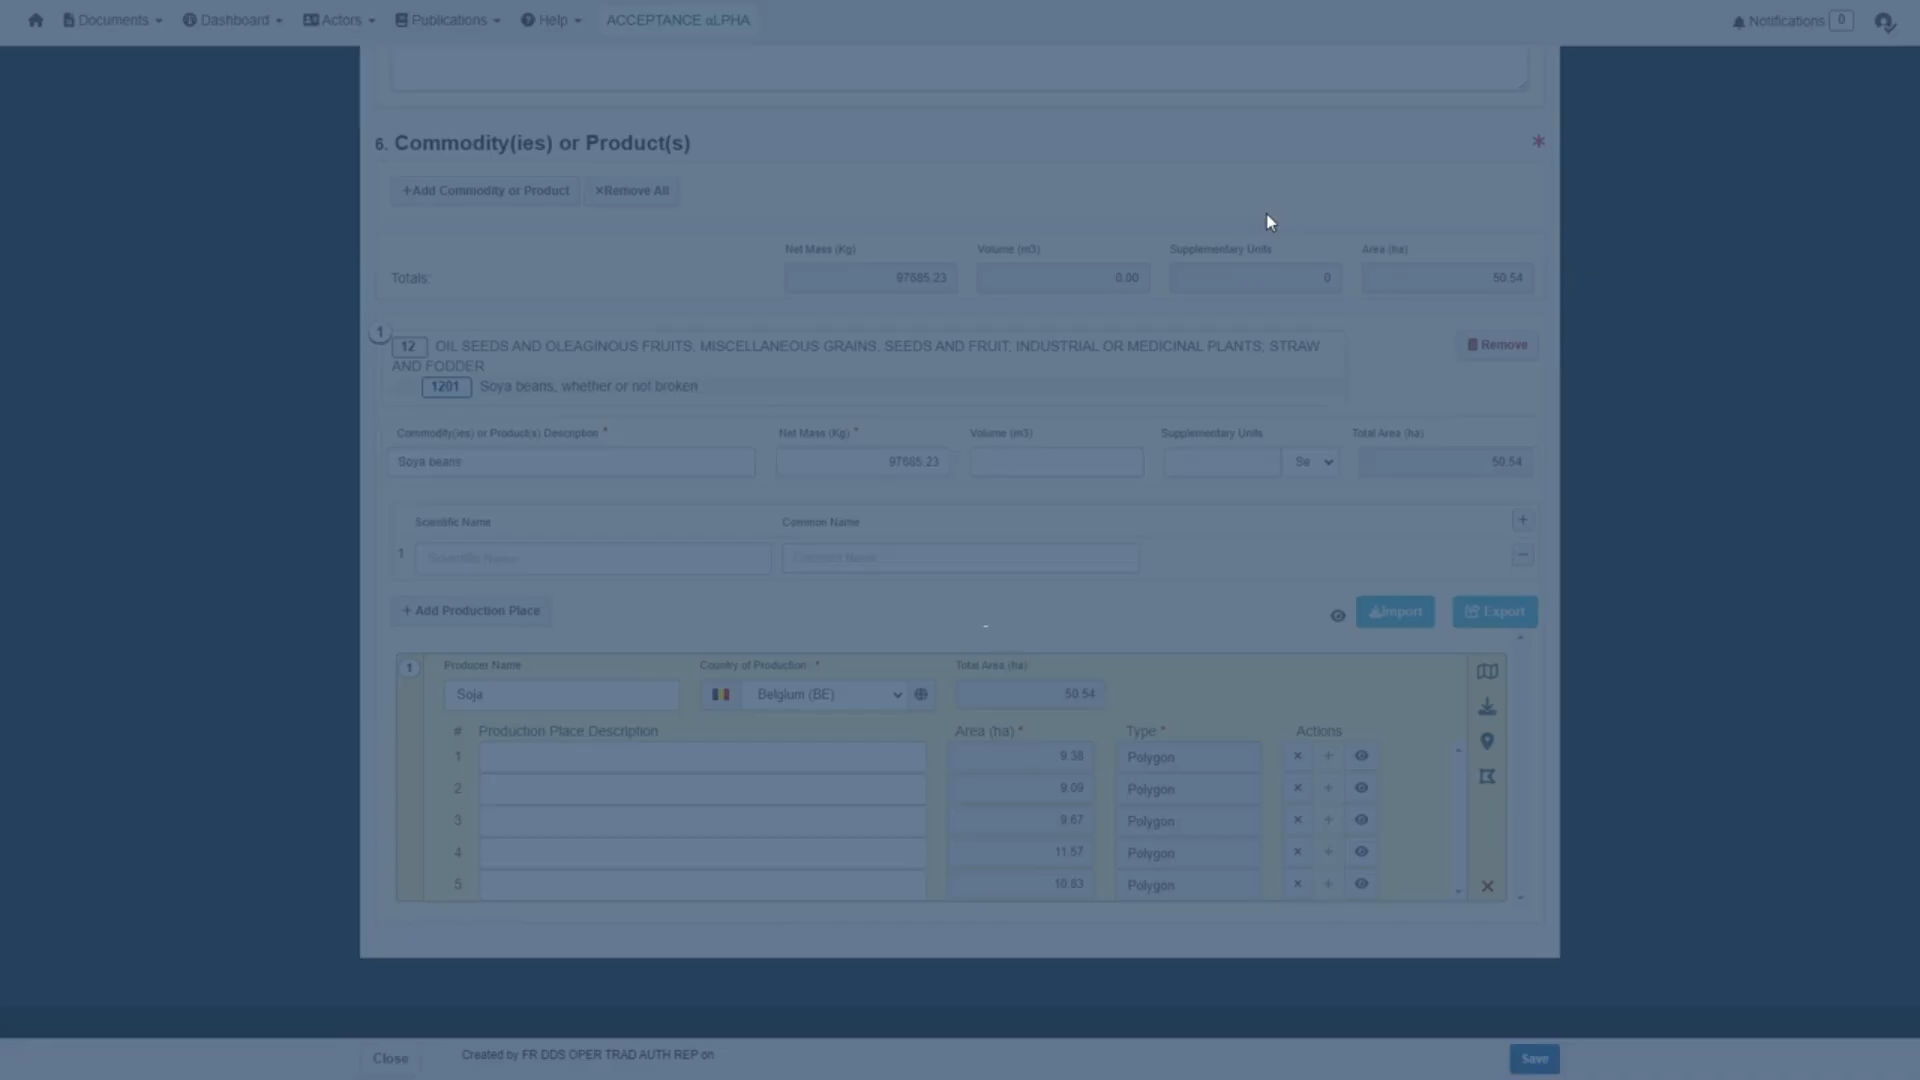 Documents Dashboard Actors Publications Help ACCEPTANCE αLPHA Notifications 0
6. Commodity(ies) or Product(s) *
+Add Commodity or Product ×Remove All
Net Mass (Kg) Volume (m3) Supplementary Units Area (ha)
Totals: 97685.23 0.00 0 50.54
1
12 OIL SEEDS AND OLEAGINOUS FRUITS, MISCELLANEOUS GRAINS, SEEDS AND FRUIT, INDUSTRIAL OR MEDICINAL PLANTS; STRAW Remove
AND FODDER
1201 Soya beans, whether or not broken
Commodity(ies) or Product(s) Description * Net Mass (Kg) * Volume (m3) Supplementary Units Total Area (ha)
Soya beans 97685.23 Se 50.54
Scientific Name Common Name +
1 Scientific Name Common Name −
+ Add Production Place Import Export
1 Producer Name Country of Production * Total Area (ha)
Soja Belgium (BE) 50.54
# Production Place Description Area (ha) * Type * Actions
1 9.38 Polygon × +
2 9.09 Polygon × +
3 9.67 Polygon × +
4 11.57 Polygon × +
5 10.83 Polygon × +
Close Created by FR DDS OPER TRAD AUTH REP on Save